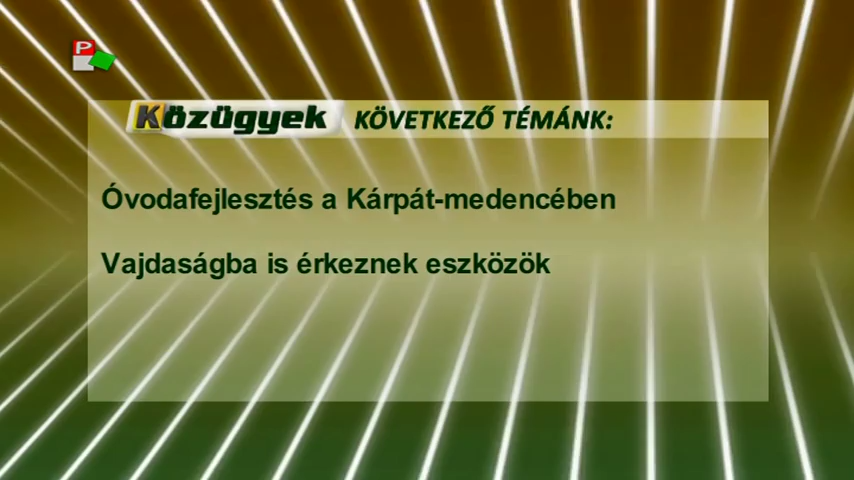 P
Közügyek KÖVETKEZŐ TÉMÁNK:
Óvodafejlesztés a Kárpát-medencében
Vajdaságba is érkeznek eszközök